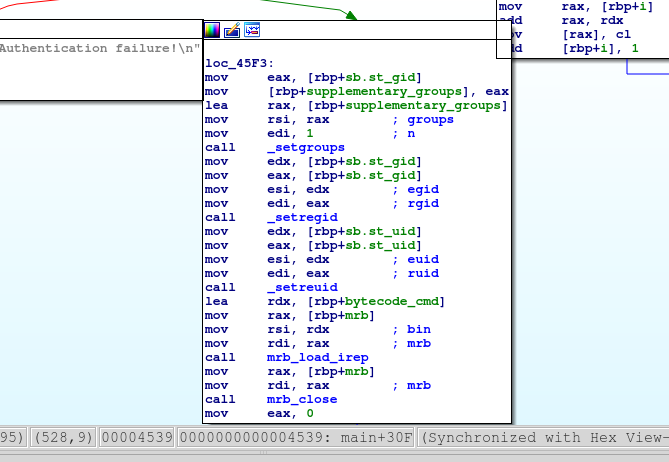 Authentication failure!\n"
loc_45F3:
mov eax, [rbp+sb.st_gid]
mov [rbp+supplementary_groups], eax
lea rax, [rbp+supplementary_groups]
mov rsi, rax ; groups
mov edi, 1 ; n
call _setgroups
mov edx, [rbp+sb.st_gid]
mov eax, [rbp+sb.st_gid]
mov esi, edx ; egid
mov edi, eax ; rgid
call _setregid
mov edx, [rbp+sb.st_uid]
mov eax, [rbp+sb.st_uid]
mov esi, edx ; euid
mov edi, eax ; ruid
call _setreuid
lea rdx, [rbp+bytecode_cmd]
mov rax, [rbp+mrb]
mov rsi, rdx ; bin
mov rdi, rax ; mrb
call mrb_load_irep
mov rax, [rbp+mrb]
mov rdi, rax ; mrb
call mrb_close
mov eax, 0
mov rax, [rbp+i]
add rax, rdx
mov [rax], cl
add [rbp+i], 1
95) (528,9) 00004539 0000000000004539: main+30F (Synchronized with Hex View-